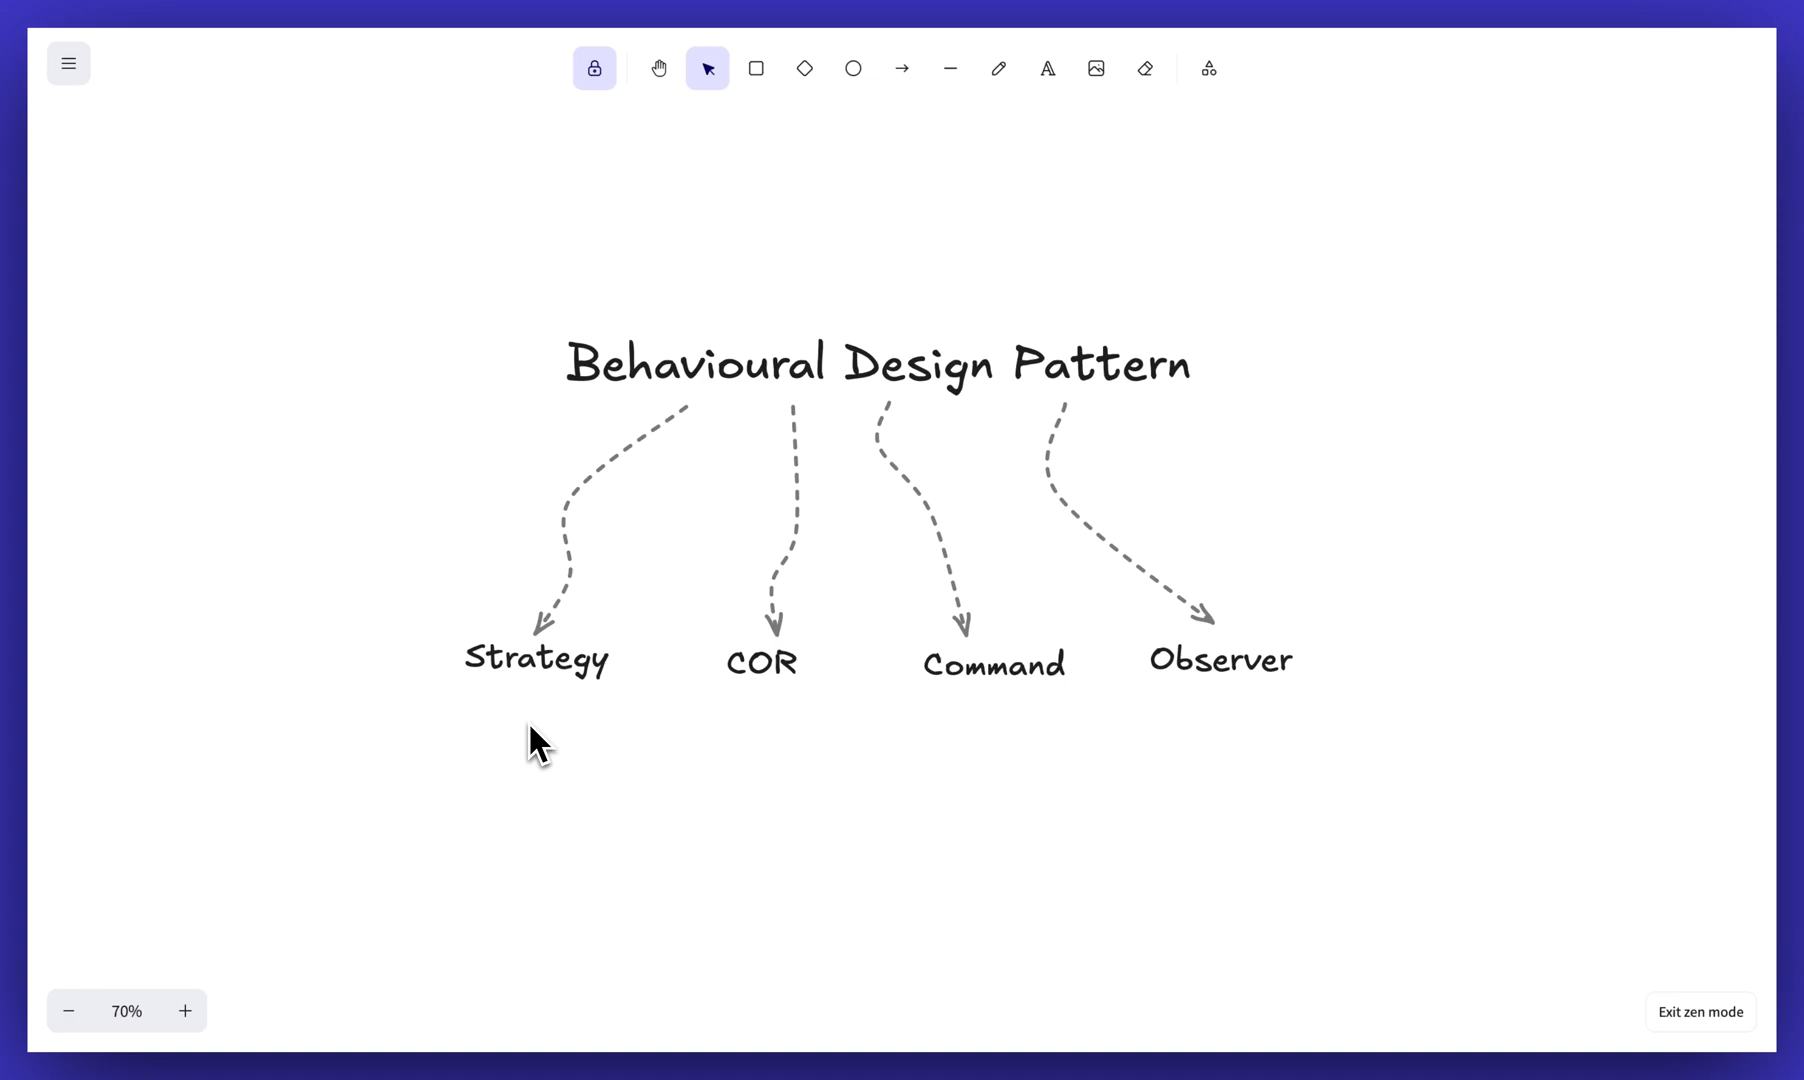 Behavioural Design Pattern
Strategy
COR
Command
Observer
70%
Exit zen mode